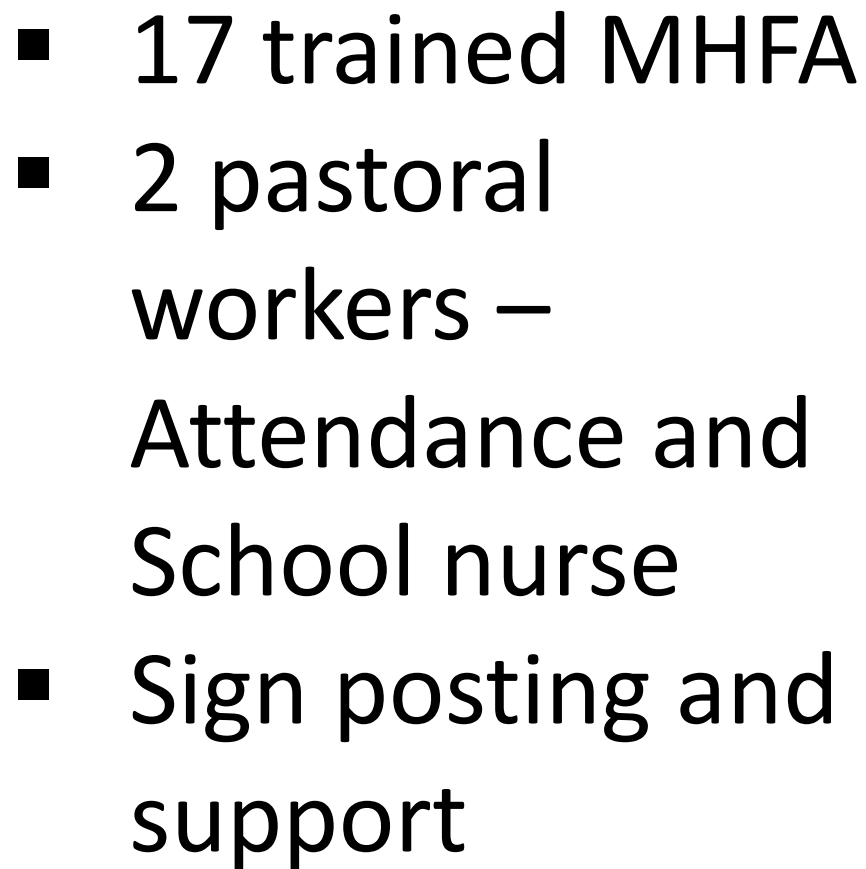 ▪ 17 trained MHFA
▪ 2 pastoral
workers –
Attendance and
School nurse
▪ Sign posting and
support